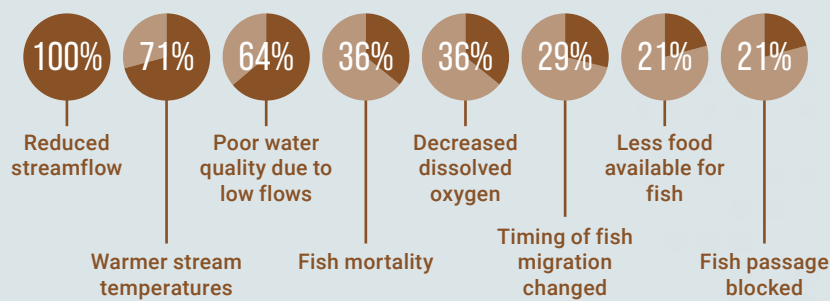 100%
71%
64%
36%
36%
29%
21%
21%
Reduced
streamflow
Warmer stream
temperatures
Poor water
quality due to
low flows
Fish mortality
Decreased
dissolved
oxygen
Timing of fish
migration
changed
Less food
available for
fish
Fish passage
blocked